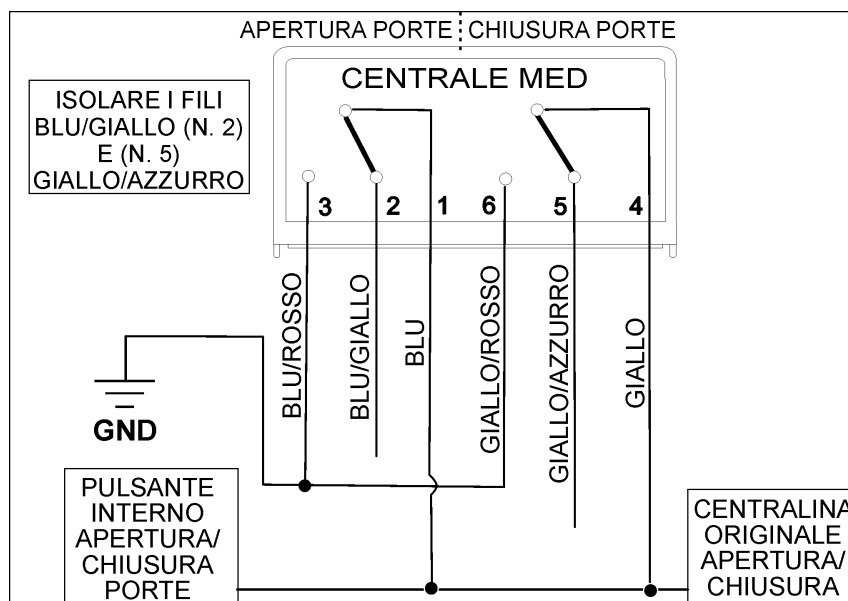 APERTURA PORTE
CHIUSURA PORTE
CENTRALE MED
ISOLARE I FILI
BLU/GIALLO (N. 2)
E (N. 5)
GIALLO/AZZURRO
3
2
1
6
5
4
BLU/ROSSO
BLU/GIALLO
BLU
GIALLO/ROSSO
GIALLO/AZZURRO
GIALLO
GND
PULSANTE
INTERNO
APERTURA/
CHIUSURA
PORTE
CENTRALINA
ORIGINALE
APERTURA/
CHIUSURA